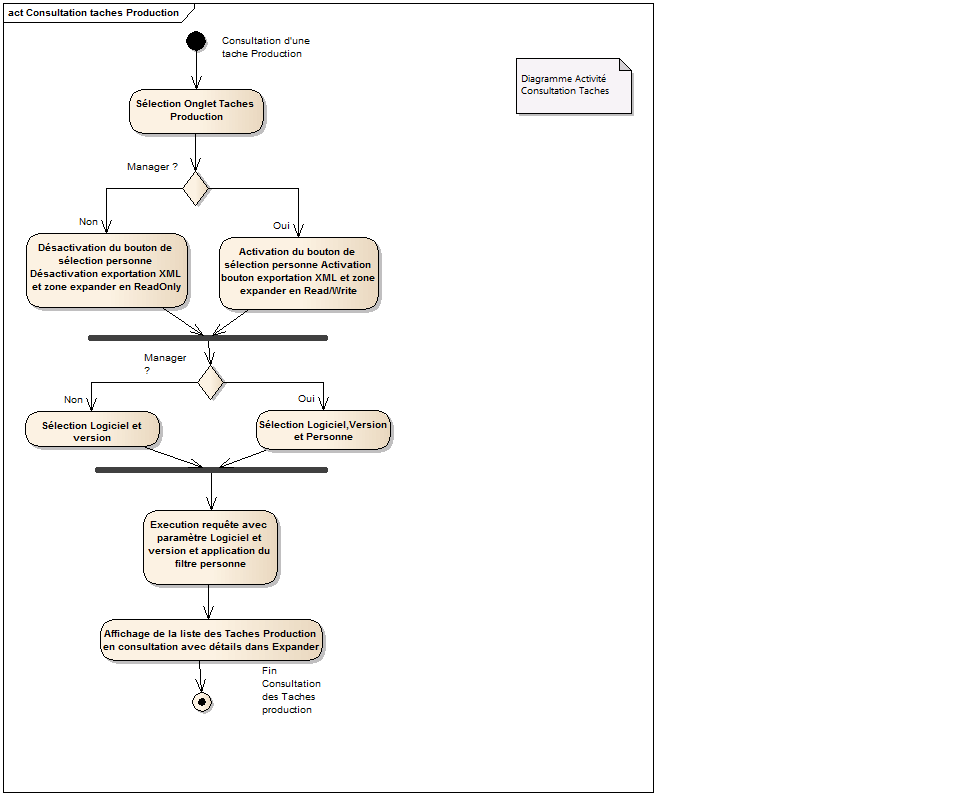 act Consultation taches Production
Consultation d'une
tache Production
Diagramme Activité
Consultation Taches
Sélection Onglet Taches
Production
Manager ?
Non
Oui
Désactivation du bouton de
sélection personne
Désactivation exportation XML
et zone expander en ReadOnly
Activation du bouton de
sélection personne Activation
bouton exportation XML et zone
expander en Read/Write
Manager
?
Non
Oui
Sélection Logiciel et
version
Sélection Logiciel,Version
et Personne
Execution requête avec
paramètre Logiciel et
version et application du
filtre personne
Affichage de la liste des Taches Production
en consultation avec détails dans Expander
Fin
Consultation
des Taches
production